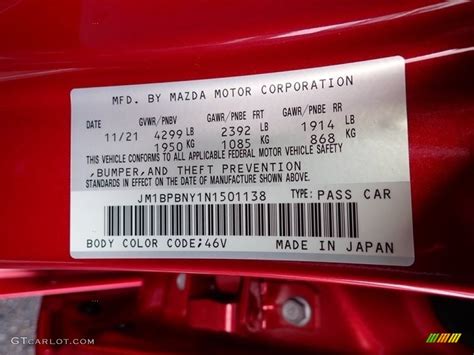 MFD. BY MAZDA MOTOR CORPORATION
GVWR/PNBV GAWR/PNBE FRT GAWR/PNBE RR
DATE 4299 LB 2392 LB 1914 LB
11/21 1950 KG 1085 KG 868 KG
THIS VEHICLE CONFORMS TO ALL APPLICABLE FEDERAL MOTOR VEHICLE SAFETY
,BUMPER,AND THEFT PREVENTION
STANDARDS IN EFFECT ON THE DATE OF MANUFACTURE SHOWN ABOVE.
JM1BPBNY1N1501138 TYPE: PASS CAR
BODY COLOR CODE;46V MADE IN JAPAN
© GTCARLOT.COM
GTCARLOT.COM